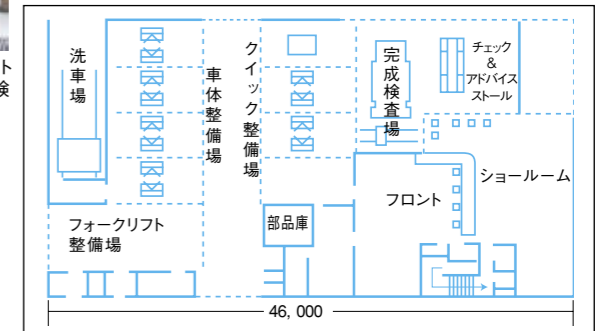 ト
検
洗車場
車体整備場
クイック整備場
完成検査場
チェック
&
アドバイス
ストール
ショールーム
フロント
部品庫
フォークリフト
整備場
46, 000